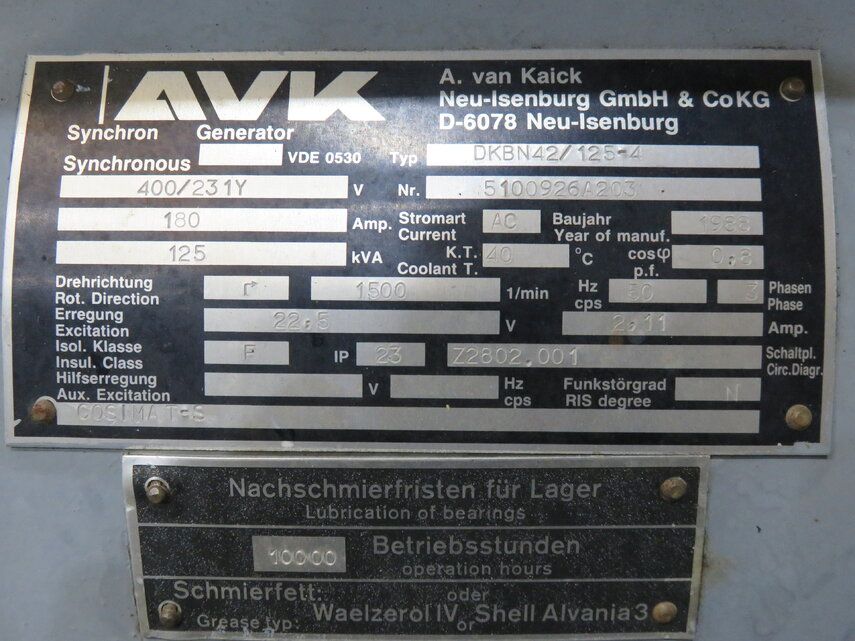 AVK
A. van Kaick
Neu-Isenburg GmbH & CoKG
D-6078 Neu-Isenburg
Synchron Generator
Synchronous VDE 0530 Typ DKBN42/125-4
400/231Y V Nr. 5100926A203
180 Amp. Stromart Current AC Baujahr Year of manuf. 1988
125 kVA K.T. Coolant T. 40 °C cosφ p.f. 0,8
Drehrichtung Rot. Direction 1500 1/min Hz cps 50 3 Phasen Phase
Erregung Excitation 22,5 V 2,11 Amp.
Isol. Klasse Insul. Class F IP 23 Z2802.001 Schaltpl. Circ.Diagr.
Hilfserregung Aux. Excitation V Hz cps Funkstörgrad RIS degree N
COSIMAT-S
Nachschmierfristen für Lager
Lubrication of bearings
10000 Betriebsstunden
operation hours
Schmierfett: oder
Grease typ: Waelzerol IV, or Shell Alvania 3